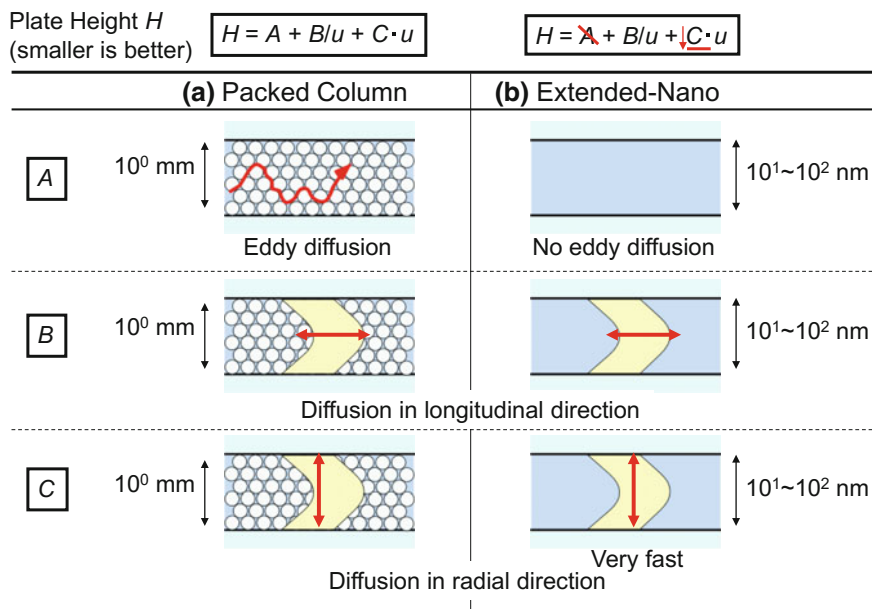 Plate Height H
(smaller is better)
H = A + B/u + C·u
H = A + B/u + ↓C·u
(a) Packed Column
(b) Extended-Nano
A
10⁰ mm
10¹~10² nm
Eddy diffusion
No eddy diffusion
B
10⁰ mm
10¹~10² nm
Diffusion in longitudinal direction
C
10⁰ mm
10¹~10² nm
Very fast
Diffusion in radial direction